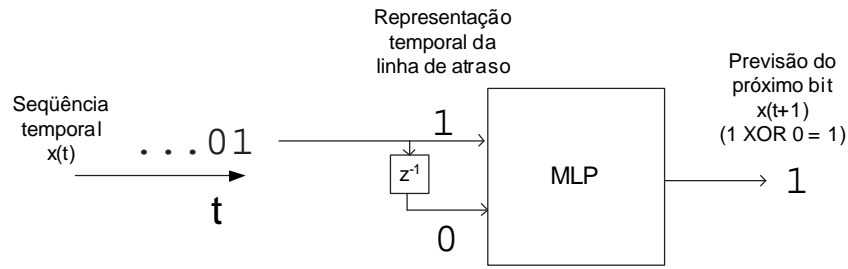 Representação
temporal da
linha de atraso
Previsão do
próximo bit
x(t+1)
(1 XOR 0 = 1)
Seqüência
temporal
x(t)
...01
t
1
z-1
0
MLP
1